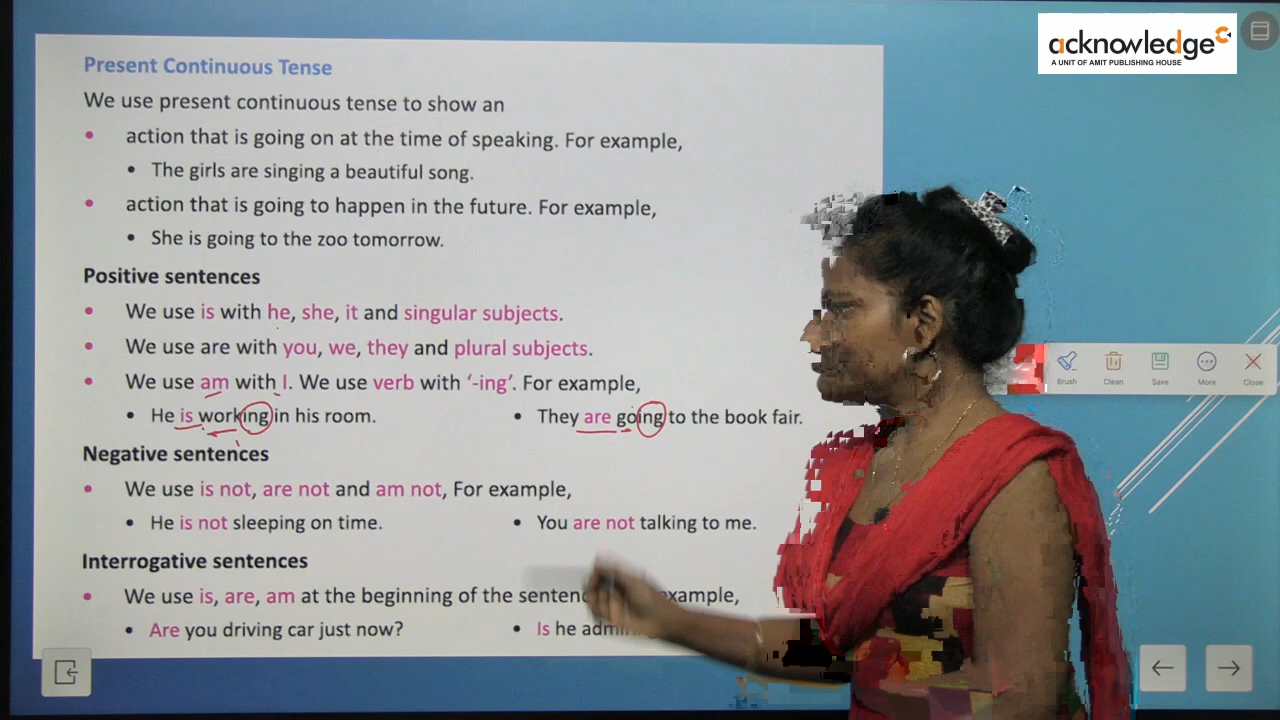 acknowledge
A UNIT OF AMIT PUBLISHING HOUSE
Present Continuous Tense
We use present continuous tense to show an
• action that is going on at the time of speaking. For example,
• The girls are singing a beautiful song.
• action that is going to happen in the future. For example,
• She is going to the zoo tomorrow.
Positive sentences
• We use is with he, she, it and singular subjects.
• We use are with you, we, they and plural subjects.
• We use am with I. We use verb with ‘-ing’. For example,
• He is working in his room. • They are going to the book fair.
Negative sentences
• We use is not, are not and am not, For example,
• He is not sleeping on time. • You are not talking to me.
Interrogative sentences
• We use is, are, am at the beginning of the example,
• Are you driving car just now? • Is he
Brush Clean Save More Close